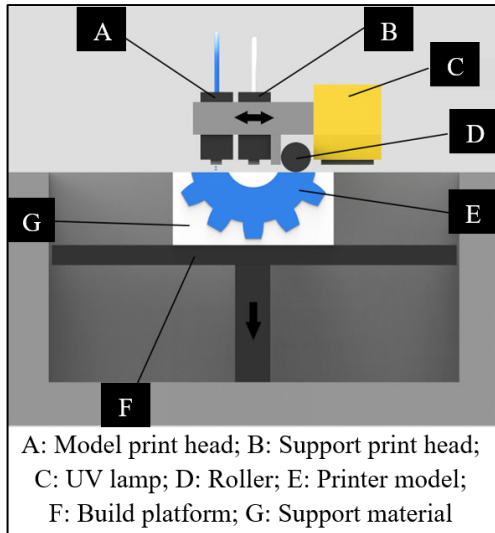 A
B
C
D
E
G
F
A: Model print head; B: Support print head;
C: UV lamp; D: Roller; E: Printer model;
F: Build platform; G: Support material